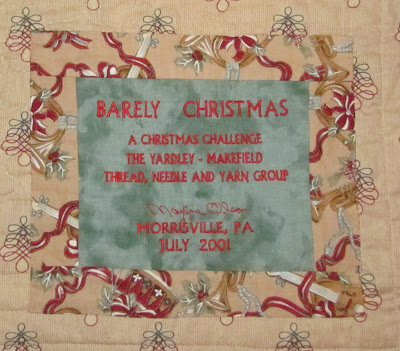 BARELY CHRISTMAS
A CHRISTMAS CHALLENGE
THE YARDLEY - MAKEFIELD
THREAD, NEEDLE AND YARN GROUP
MORRISVILLE, PA
JULY 2001